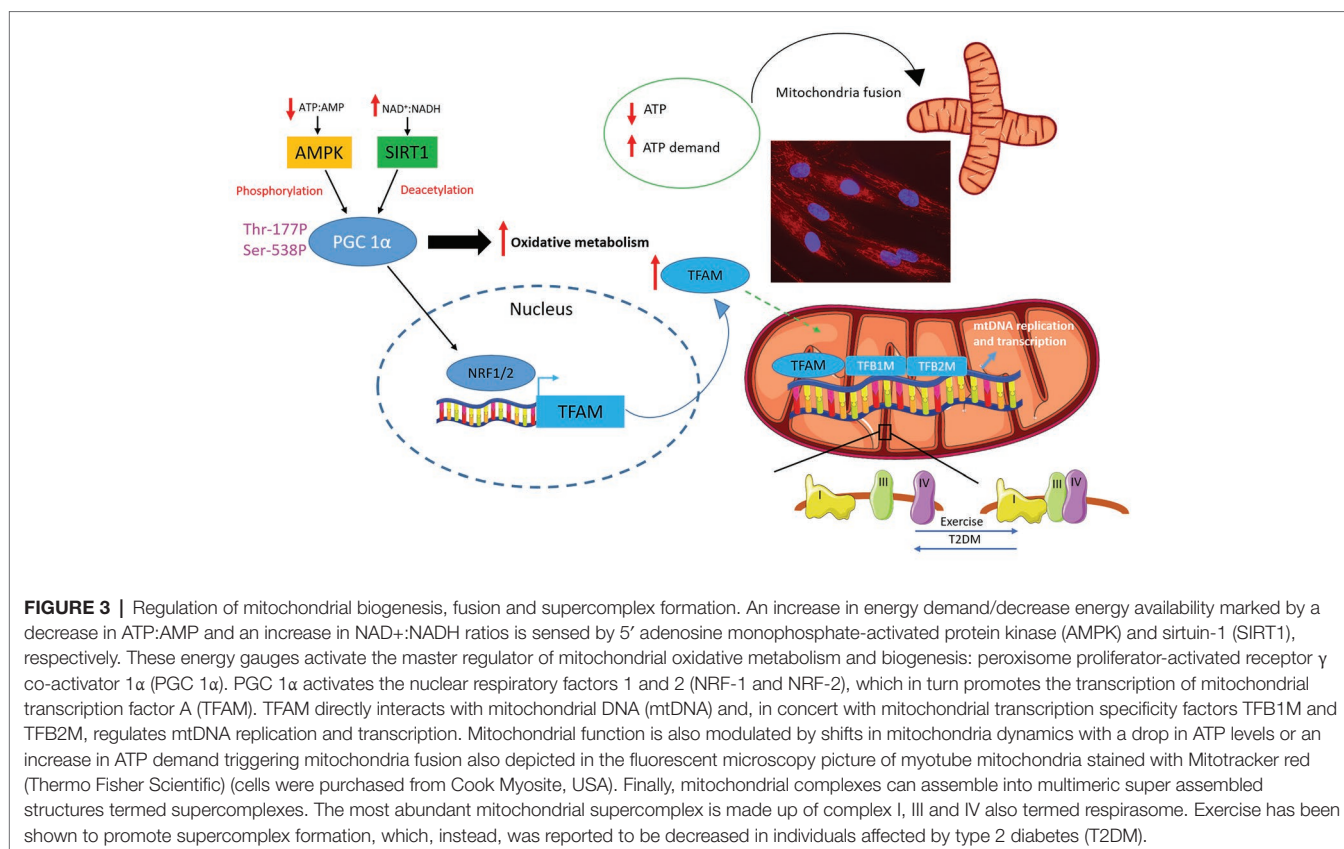 ATP:AMP
NAD⁺:NADH
AMPK
SIRT1
Phosphorylation
Deacetylation
Thr-177P
Ser-538P
PGC 1α
Oxidative metabolism
ATP
ATP demand
Mitochondria fusion
TFAM
Nucleus
NRF1/2
TFAM
mtDNA replication
and transcription
TFAM
TFB1M
TFB2M
I
III
IV
I
III
IV
Exercise
T2DM
FIGURE 3 | Regulation of mitochondrial biogenesis, fusion and supercomplex formation. An increase in energy demand/decrease energy availability marked by a
decrease in ATP:AMP and an increase in NAD+:NADH ratios is sensed by 5′ adenosine monophosphate-activated protein kinase (AMPK) and sirtuin-1 (SIRT1),
respectively. These energy gauges activate the master regulator of mitochondrial oxidative metabolism and biogenesis: peroxisome proliferator-activated receptor γ
co-activator 1α (PGC 1α). PGC 1α activates the nuclear respiratory factors 1 and 2 (NRF-1 and NRF-2), which in turn promotes the transcription of mitochondrial
transcription factor A (TFAM). TFAM directly interacts with mitochondrial DNA (mtDNA) and, in concert with mitochondrial transcription specificity factors TFB1M and
TFB2M, regulates mtDNA replication and transcription. Mitochondrial function is also modulated by shifts in mitochondria dynamics with a drop in ATP levels or an
increase in ATP demand triggering mitochondria fusion also depicted in the fluorescent microscopy picture of myotube mitochondria stained with Mitotracker red
(Thermo Fisher Scientific) (cells were purchased from Cook Myosite, USA). Finally, mitochondrial complexes can assemble into multimeric super assembled
structures termed supercomplexes. The most abundant mitochondrial supercomplex is made up of complex I, III and IV also termed respirasome. Exercise has been
shown to promote supercomplex formation, which, instead, was reported to be decreased in individuals affected by type 2 diabetes (T2DM).